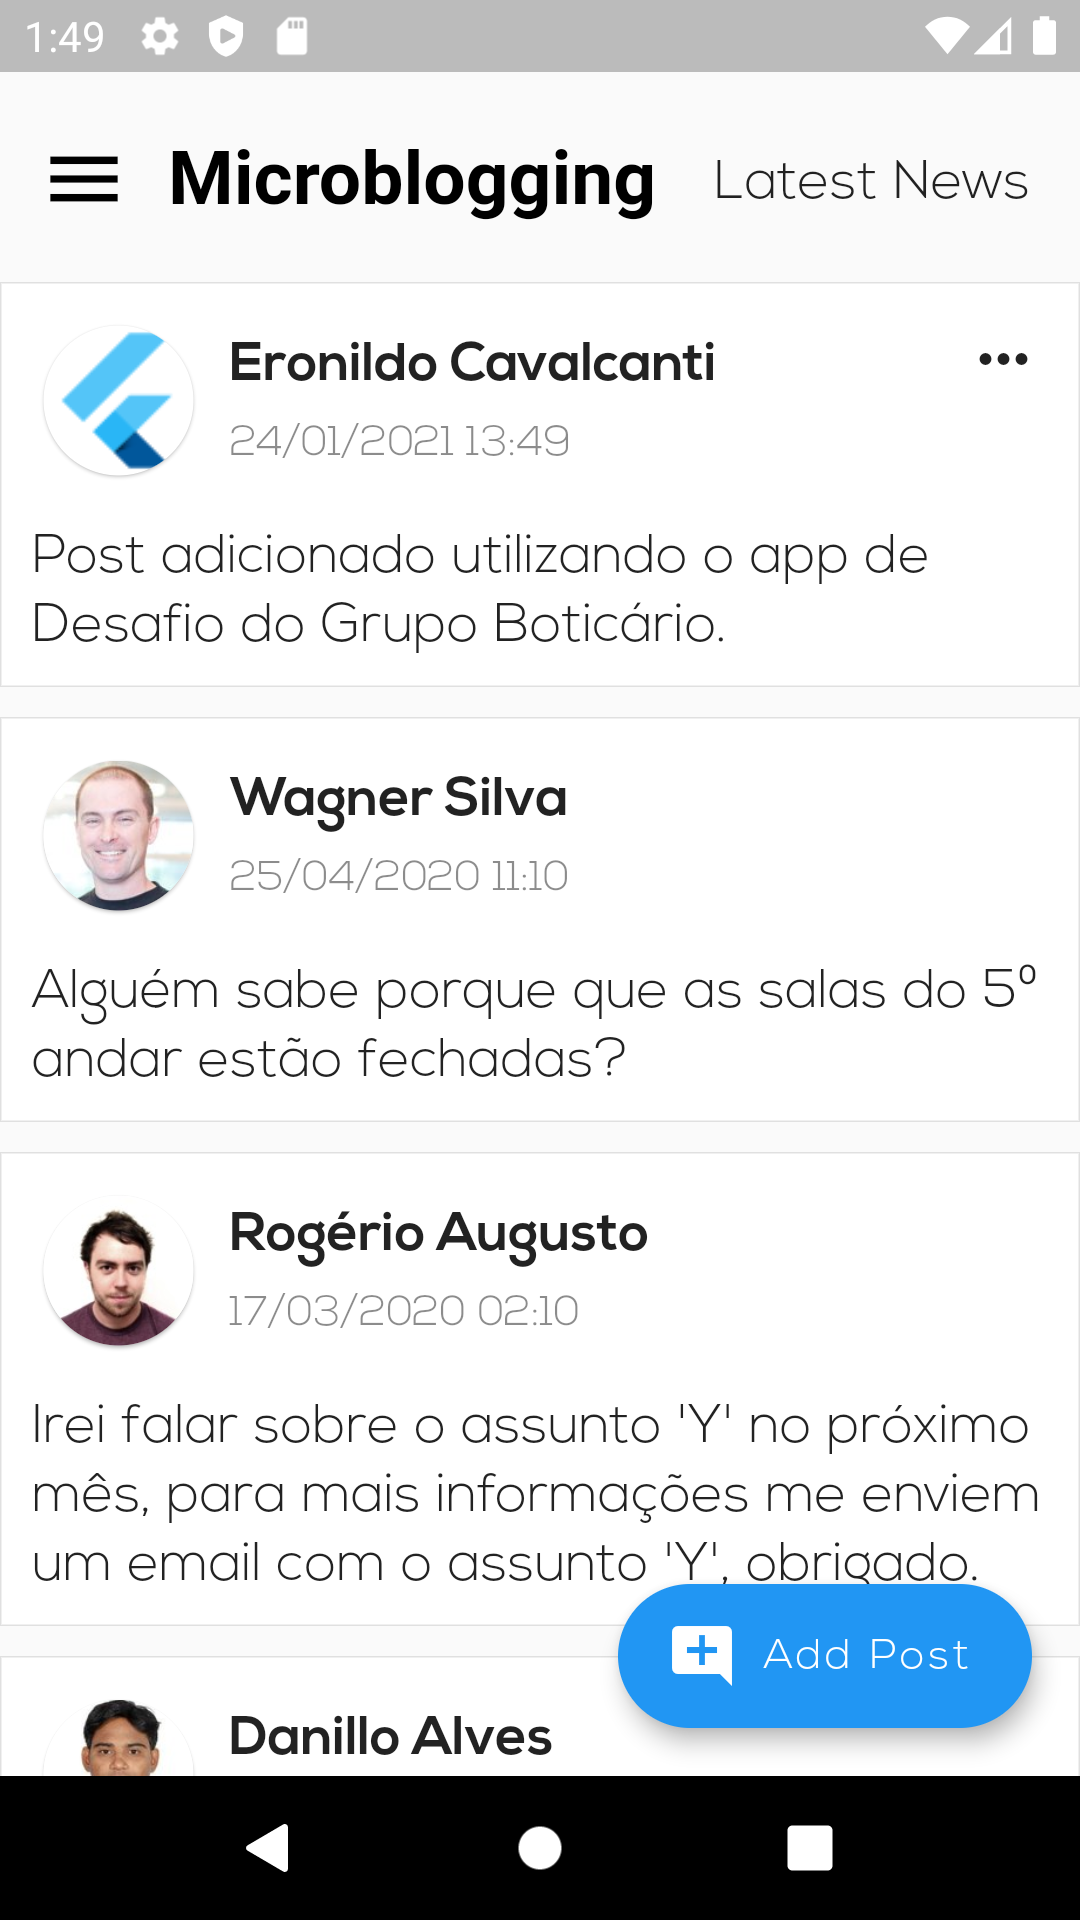 1:49
Microblogging Latest News
Eronildo Cavalcanti
24/01/2021 13:49
Post adicionado utilizando o app de
Desafio do Grupo Boticário.
Wagner Silva
25/04/2020 11:10
Alguém sabe porque que as salas do 5º
andar estão fechadas?
Rogério Augusto
17/03/2020 02:10
Irei falar sobre o assunto 'Y' no próximo
mês, para mais informações me enviem
um email com o assunto 'Y', obrigado.
Add Post
Danillo Alves